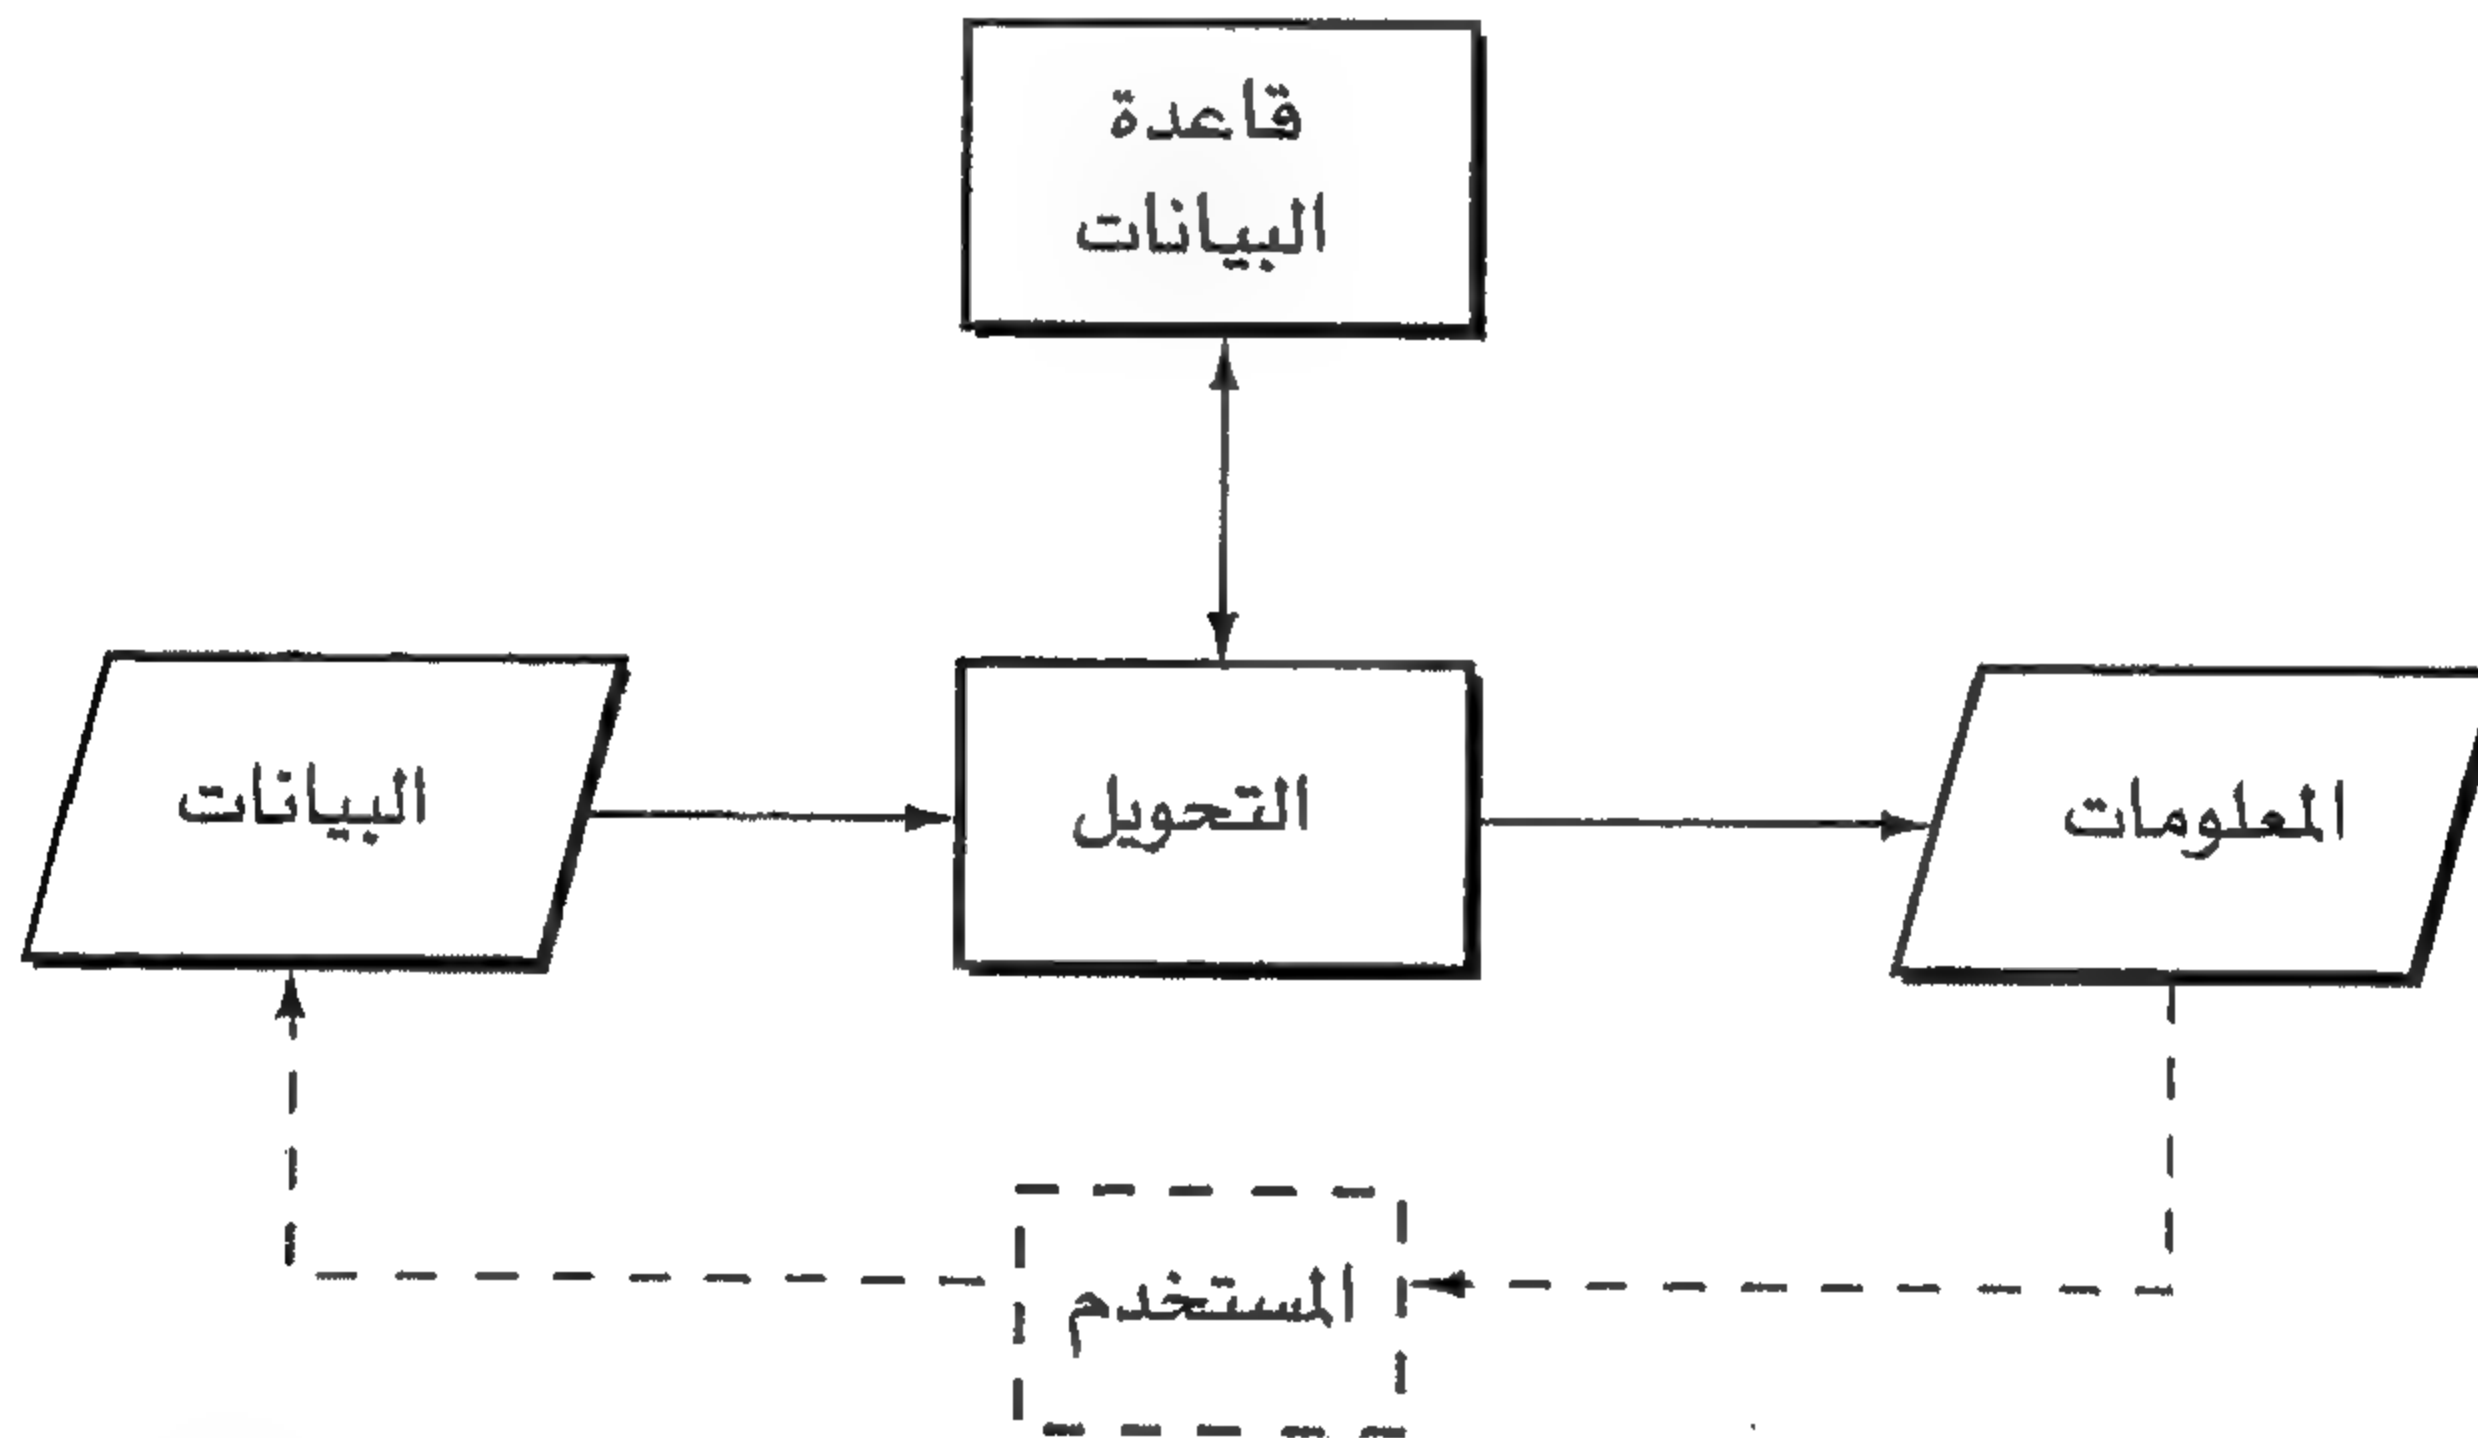 قاعدة
البيانات
البيانات
التحويل
المعلومات
المستخدم